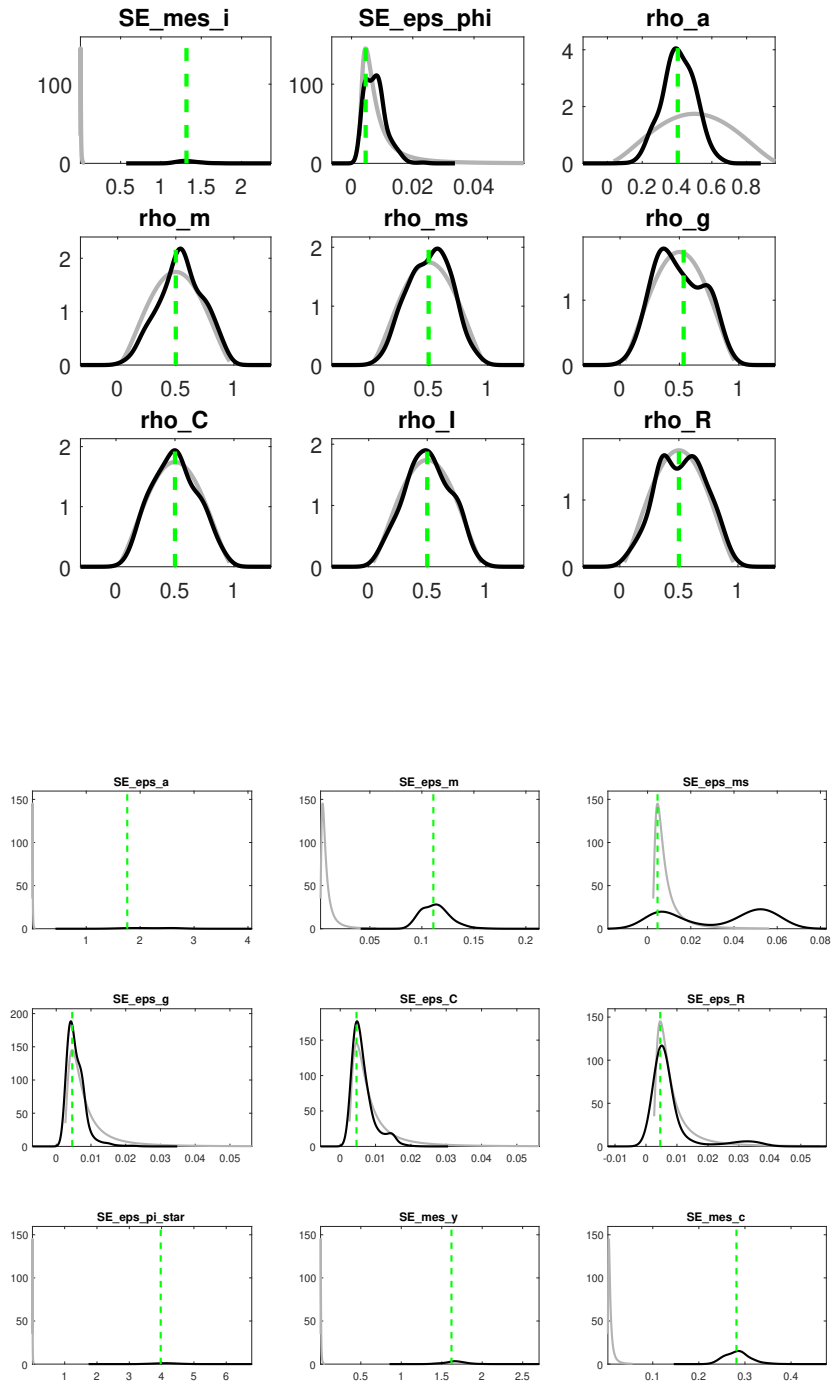 SE_mes_i SE_eps_phi rho_a
100
0
0.5 1 1.5 2
100
0
0 0.02 0.04
4
2
0
0 0.2 0.4 0.6 0.8
rho_m rho_ms rho_g
2
1
0
0 0.5 1
2
1
0
0 0.5 1
1
0
0 0.5 1
rho_C rho_I rho_R
2
1
0
0 0.5 1
2
1
0
0 0.5 1
1
0
0 0.5 1
SE_eps_a SE_eps_m SE_eps_ms
150
100
50
0
1 2 3 4
150
100
50
0
0.05 0.1 0.15 0.2
150
100
50
0
0 0.02 0.04 0.06 0.08
SE_eps_g SE_eps_C SE_eps_R
200
150
100
50
0
0 0.01 0.02 0.03 0.04 0.05
150
100
50
0
0 0.01 0.02 0.03 0.04 0.05
150
100
50
0
-0.01 0 0.01 0.02 0.03 0.04 0.05
SE_eps_pi_star SE_mes_y SE_mes_c
150
100
50
0
1 2 3 4 5 6
150
100
50
0
0.5 1 1.5 2 2.5
150
100
50
0
0.1 0.2 0.3 0.4